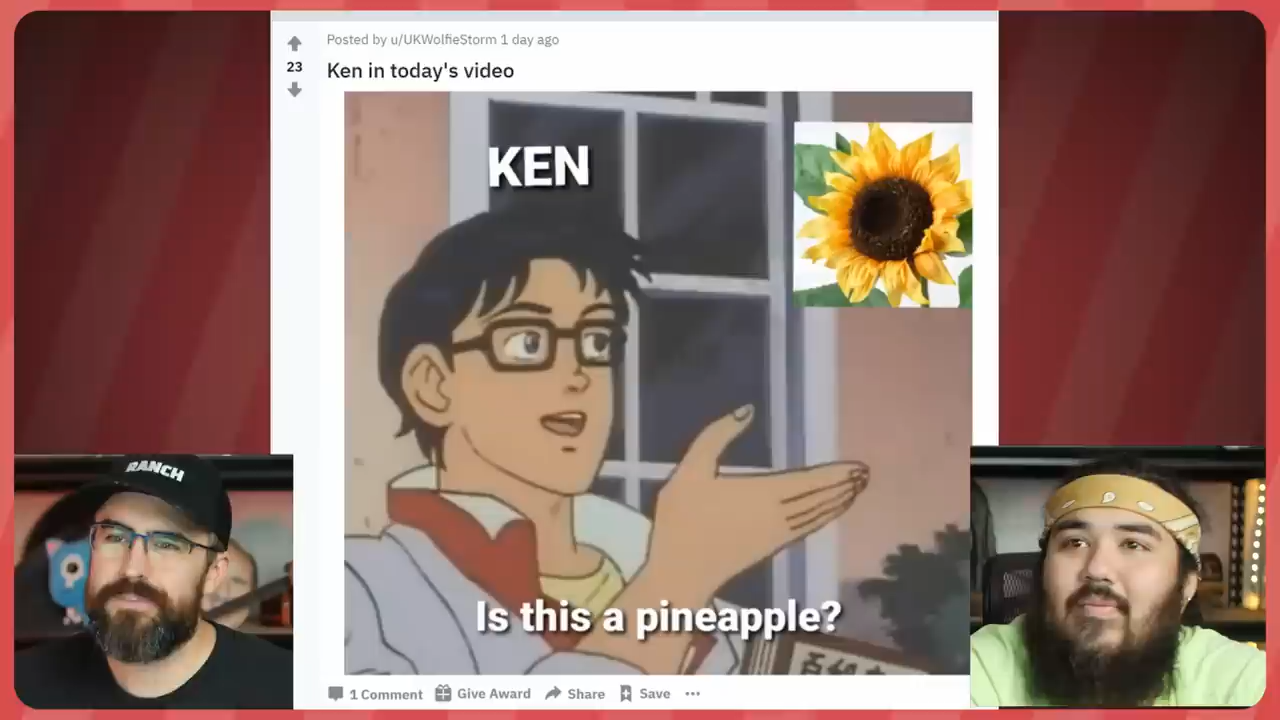 Posted by u/UKWolfieStorm 1 day ago
23
Ken in today's video
KEN
Is this a pineapple?
1 Comment Give Award Share Save ...
RANCH